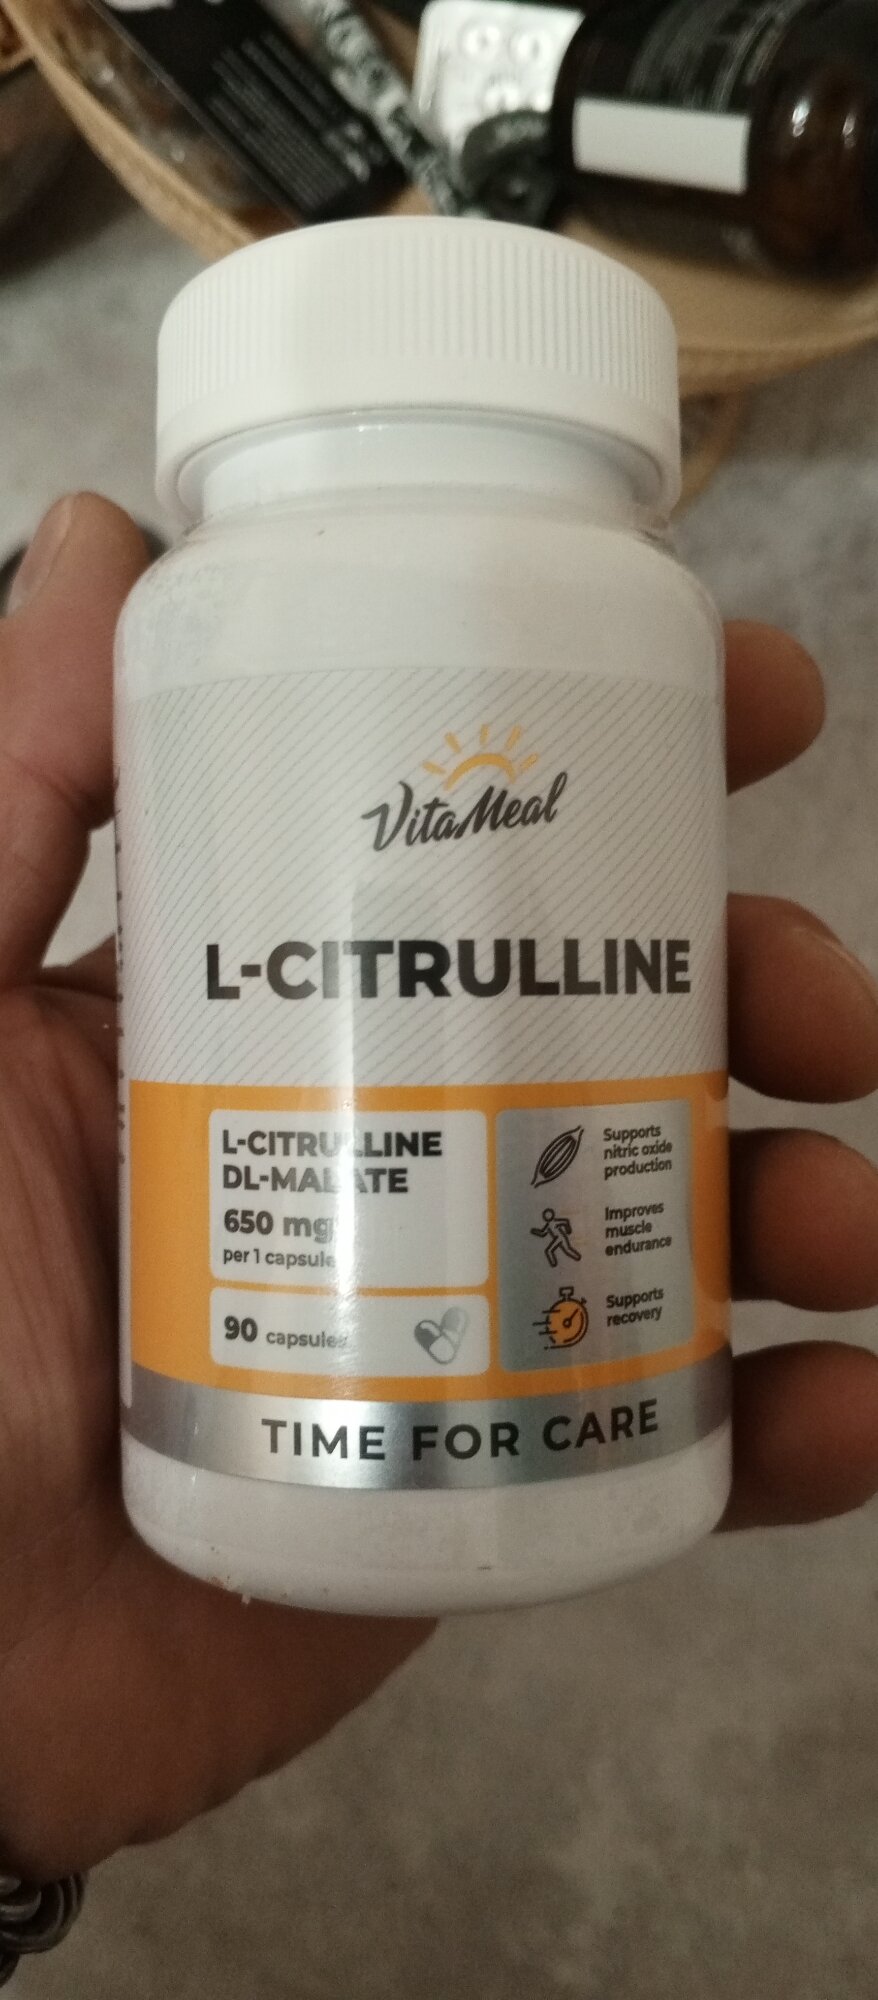 VitaMeal
L-CITRULLINE
L-CITRULLINE
DL-MALATE
650 mg
per 1 capsule
90 capsules
Supports
nitric oxide
production
Improves
muscle
endurance
Supports
recovery
TIME FOR CARE